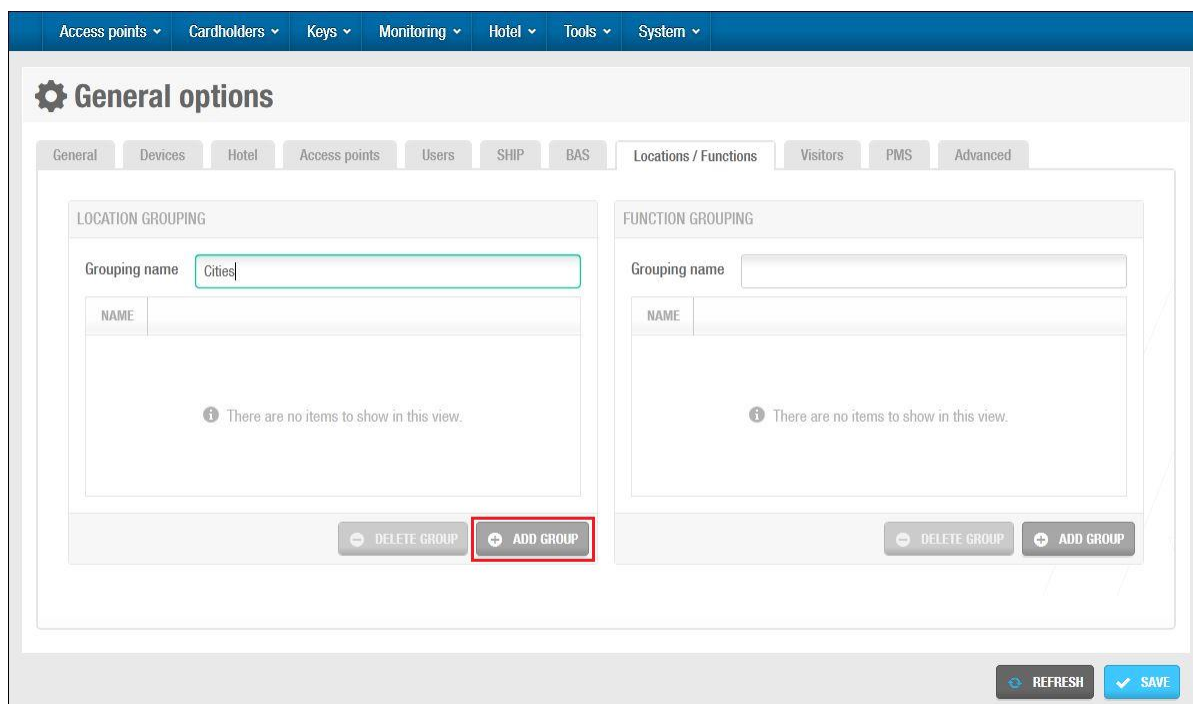 Access points Cardholders Keys Monitoring Hotel Tools System
General options
General Devices Hotel Access points Users SHIP BAS Locations / Functions Visitors PMS Advanced
LOCATION GROUPING
Grouping name Cities
NAME
There are no items to show in this view.
DELETE GROUP ADD GROUP
FUNCTION GROUPING
Grouping name
NAME
There are no items to show in this view.
DELETE GROUP ADD GROUP
REFRESH SAVE